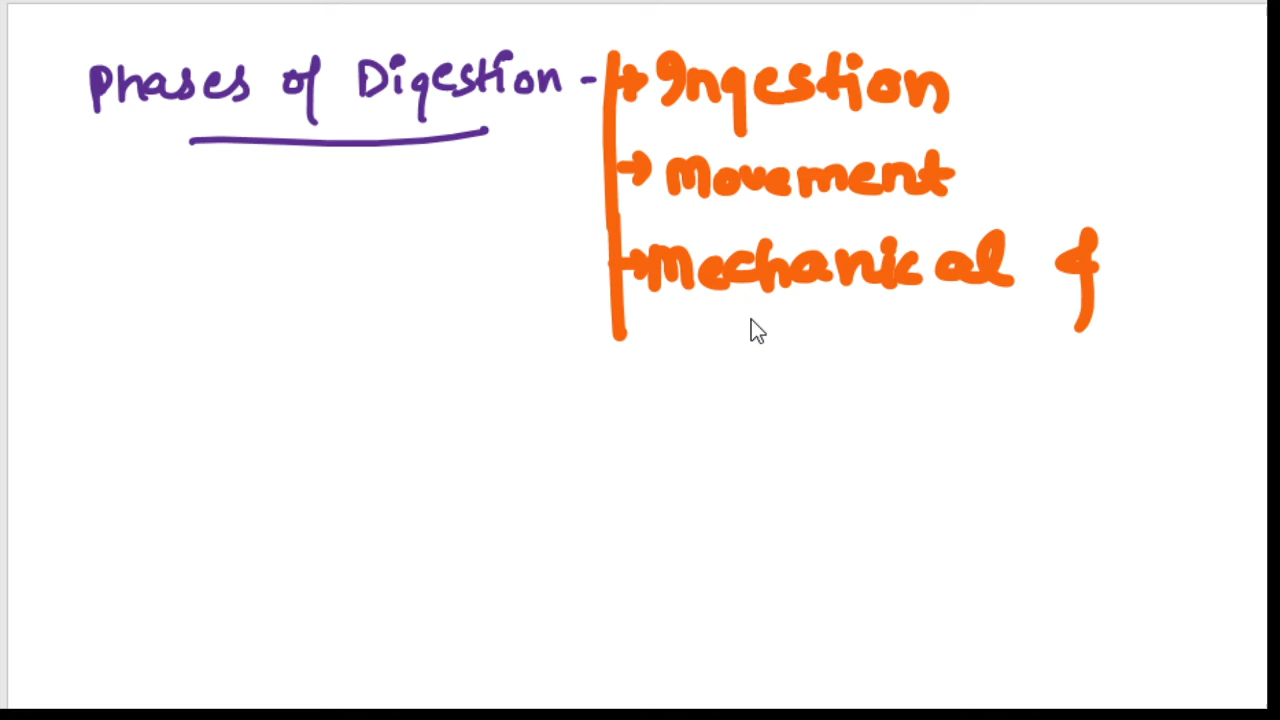 Phases of Digestion - → Ingestion
→ Movement
→ Mechanical &